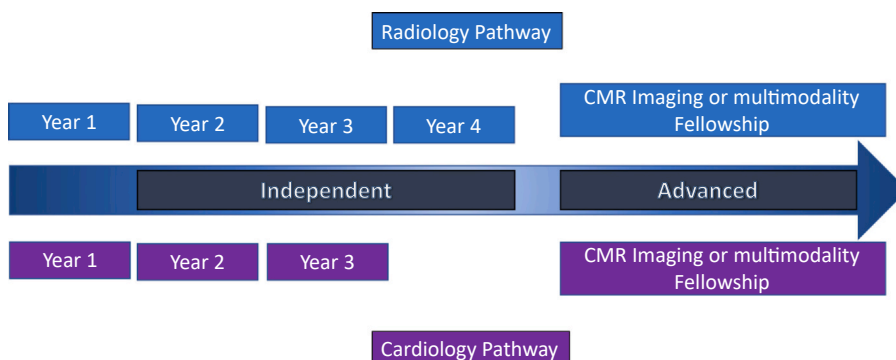 Radiology Pathway
Year 1
Year 2
Year 3
Year 4
CMR Imaging or multimodality
Fellowship
Independent
Advanced
Year 1
Year 2
Year 3
CMR Imaging or multimodality
Fellowship
Cardiology Pathway